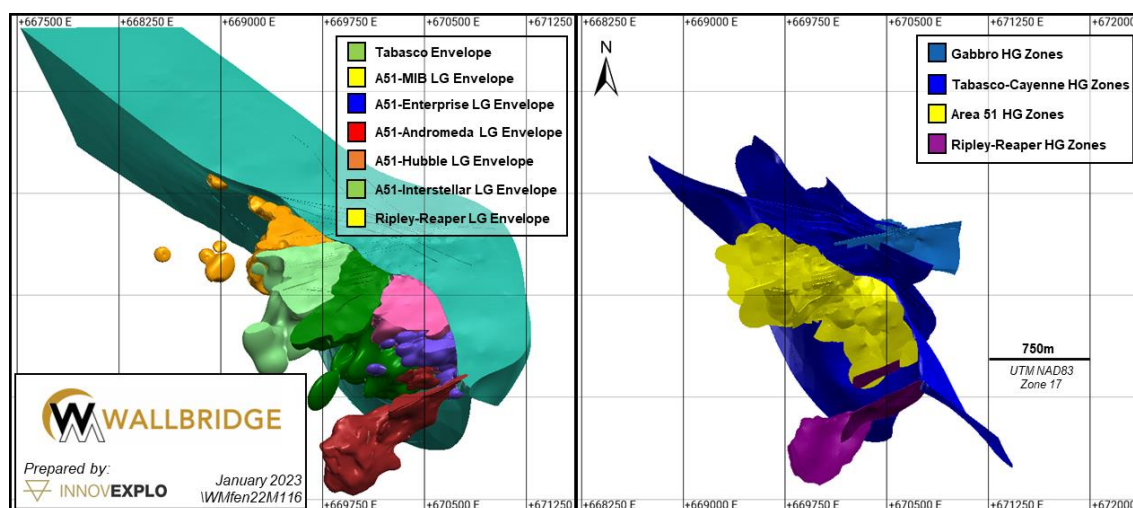 +667500 E
+668250 E
+669000 E
+669750 E
+670500 E
+671250 E
Tabasco Envelope
A51-MIB LG Envelope
A51-Enterprise LG Envelope
A51-Andromeda LG Envelope
A51-Hubble LG Envelope
A51-Interstellar LG Envelope
Ripley-Reaper LG Envelope
WM WALLBRIDGE
Prepared by:
INNOVEXPLO
January 2023
\WMfen22M116
+669750 E
+670500 E
+671250 E
+668250 E
+669000 E
+669750 E
+670500 E
+671250 E
+672000
N
Gabbro HG Zones
Tabasco-Cayenne HG Zones
Area 51 HG Zones
Ripley-Reaper HG Zones
750m
UTM NAD83
Zone 17
+668250 E
+669000 E
+669750 E
+670500 E
+671250 E
+672000